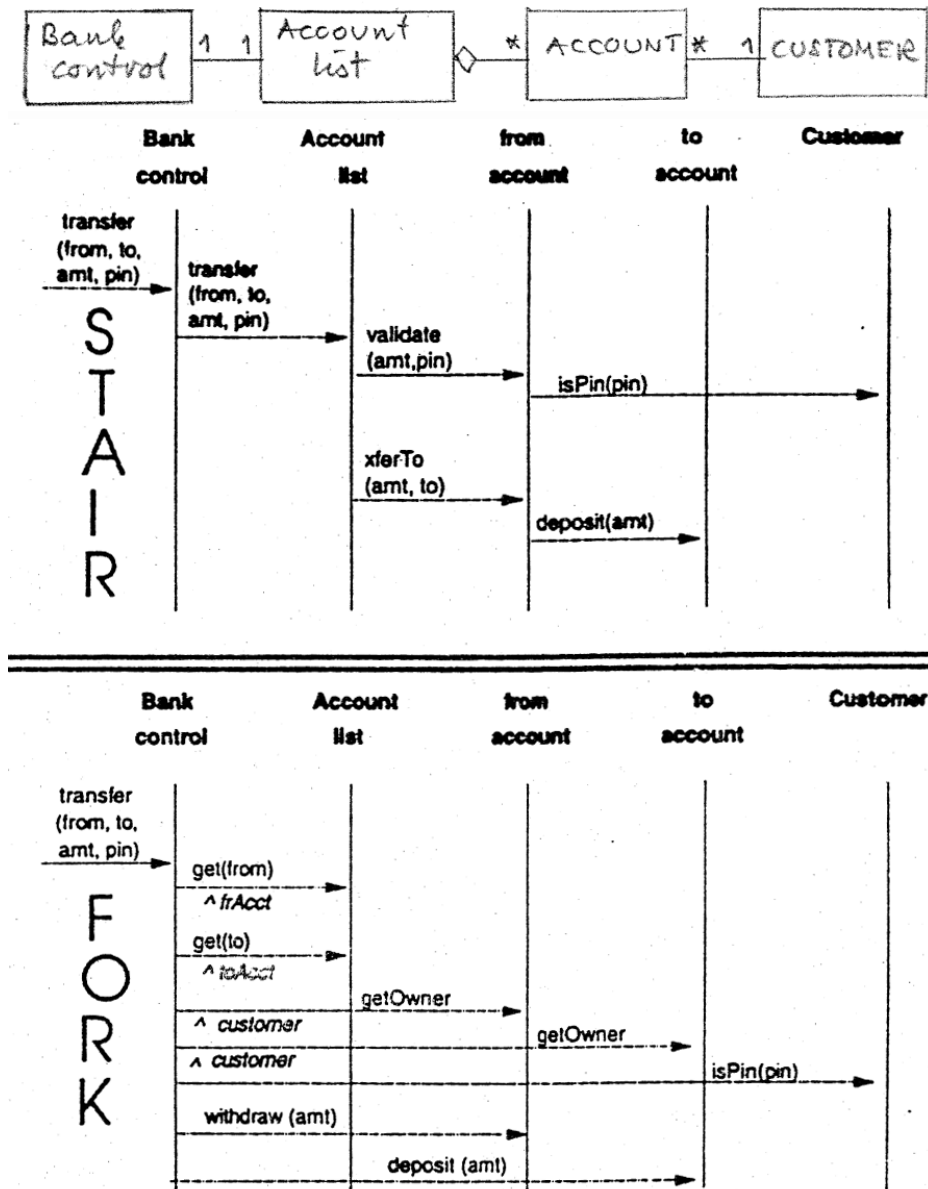 Bank control
1 1
Account list
*
ACCOUNT
* 1
CUSTOMER
Bank control
Account list
from account
to account
Customer
transfer
(from, to,
amt, pin)
transfer
(from, to,
amt, pin)
validate
(amt,pin)
isPin(pin)
xferTo
(amt, to)
deposit(amt)
STAIR
Bank control
Account list
from account
to account
Customer
transfer
(from, to,
amt, pin)
get(from)
^ frAcct
get(to)
^ toAcct
getOwner
^ customer
getOwner
^ customer
isPin(pin)
withdraw (amt)
deposit (amt)
FORK